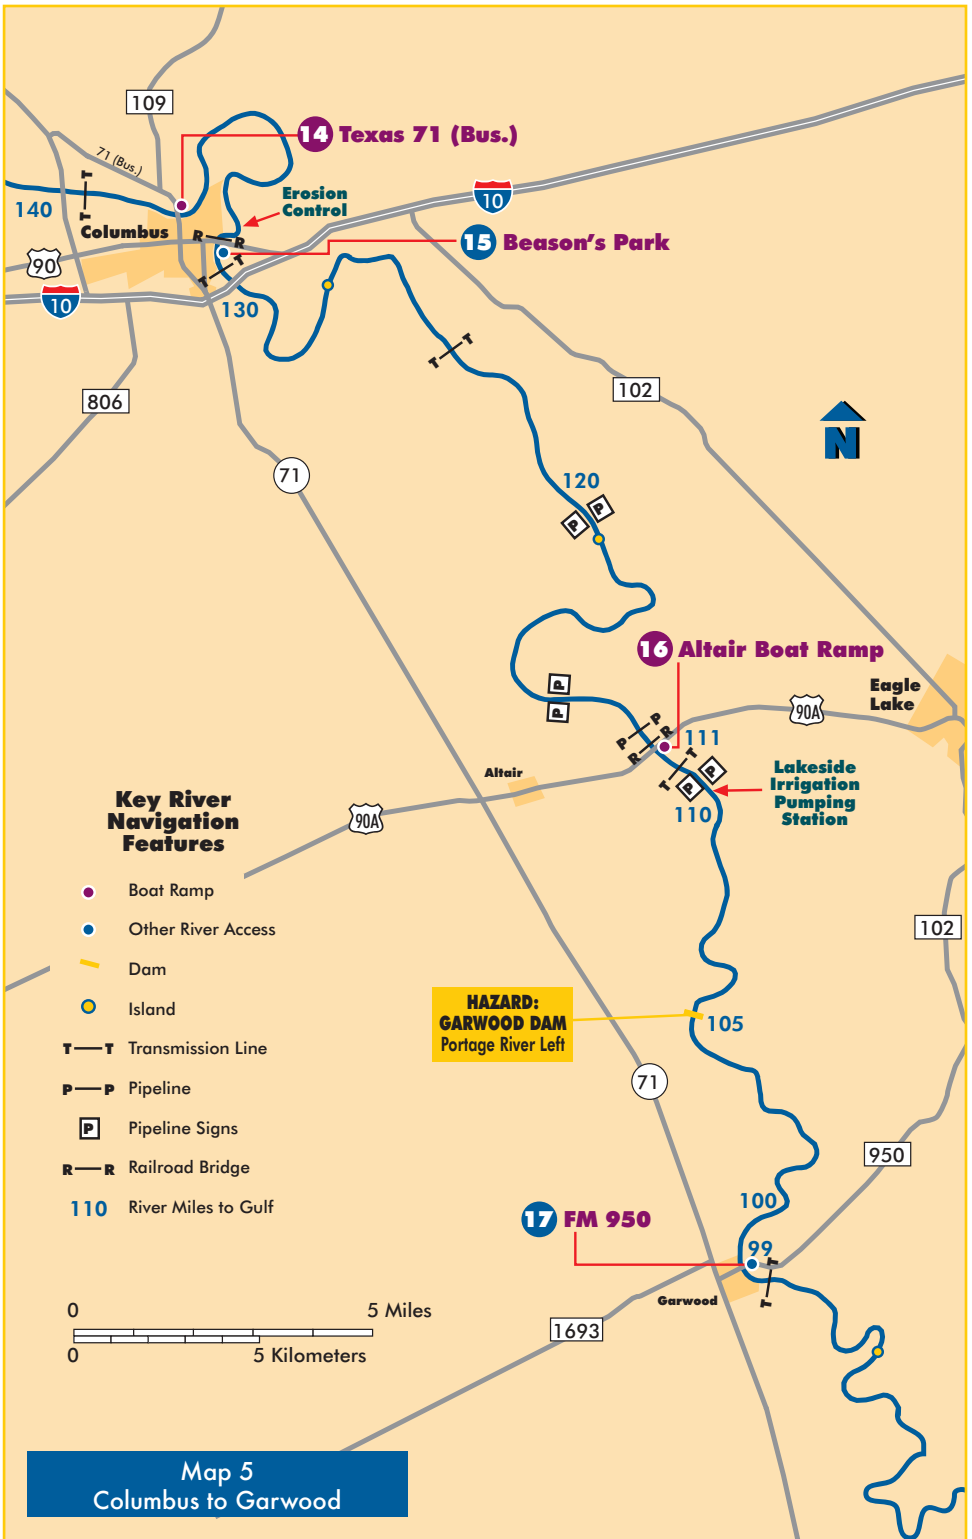 109
71 (Bus.)
14 Texas 71 (Bus.)
T
T
140
Erosion
Control
10
Columbus
R
R
15 Beason's Park
90
T
T
10
130
T
T
102
806
71
N
120
P
P
16 Altair Boat Ramp
Eagle
Lake
P
P
90A
P
P
R
R
111
T
T
P
P
Altair
Lakeside
Irrigation
Pumping
Station
110
90A
Key River
Navigation
Features
Boat Ramp
Other River Access
Dam
Island
T T Transmission Line
P P Pipeline
P Pipeline Signs
R R Railroad Bridge
110 River Miles to Gulf
102
HAZARD:
GARWOOD DAM
Portage River Left
105
71
950
100
17 FM 950
99
T
T
Garwood
1693
0 5 Miles
0 5 Kilometers
Map 5
Columbus to Garwood